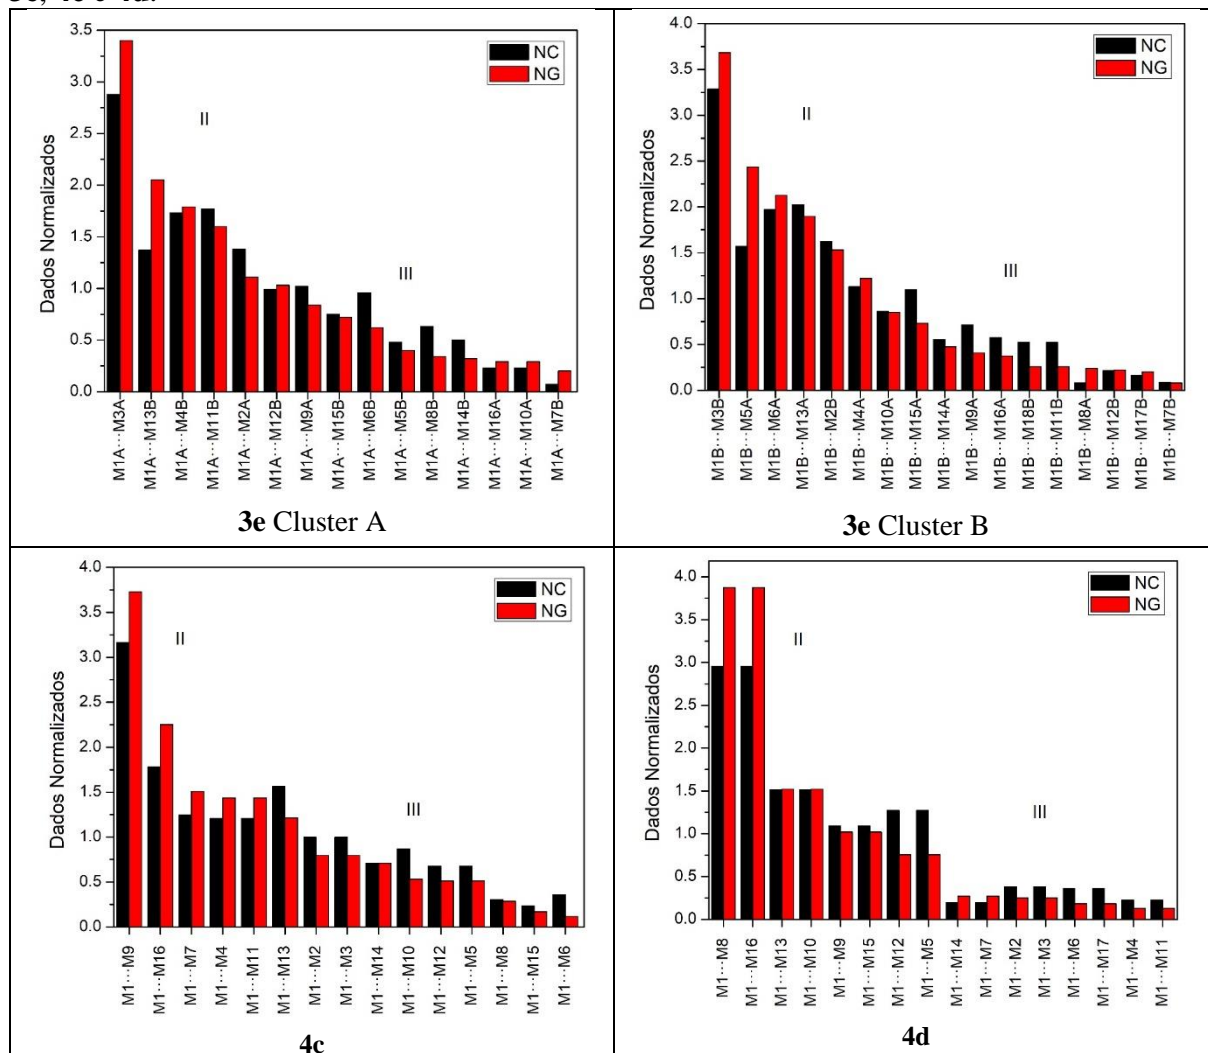 3.5
3.0
2.5
2.0
1.5
1.0
0.5
0.0
Dados Normalizados
NC
NG
II
III
M1A···M3A
M1A···M13B
M1A···M4B
M1A···M11B
M1A···M2A
M1A···M12B
M1A···M9A
M1A···M15B
M1A···M6B
M1A···M5B
M1A···M8B
M1A···M14B
M1A···M16A
M1A···M10A
M1A···M7B
3e Cluster A
4.0
3.5
3.0
2.5
2.0
1.5
1.0
0.5
0.0
Dados Normalizados
NC
NG
II
III
M1B···M3B
M1B···M5A
M1B···M6A
M1B···M13A
M1B···M2B
M1B···M4A
M1B···M10A
M1B···M15A
M1B···M14A
M1B···M9A
M1B···M16A
M1B···M18B
M1B···M11B
M1B···M8A
M1B···M12B
M1B···M17B
M1B···M7B
3e Cluster B
4.0
3.5
3.0
2.5
2.0
1.5
1.0
0.5
0.0
Dados Normalizados
NC
NG
II
III
M1···M9
M1···M16
M1···M7
M1···M4
M1···M11
M1···M13
M1···M2
M1···M3
M1···M14
M1···M10
M1···M12
M1···M5
M1···M8
M1···M15
M1···M6
4c
4.0
3.5
3.0
2.5
2.0
1.5
1.0
0.5
0.0
Dados Normalizados
NC
NG
II
III
M1···M8
M1···M16
M1···M13
M1···M10
M1···M9
M1···M15
M1···M12
M1···M5
M1···M14
M1···M7
M1···M2
M1···M3
M1···M6
M1···M17
M1···M4
M1···M11
4d